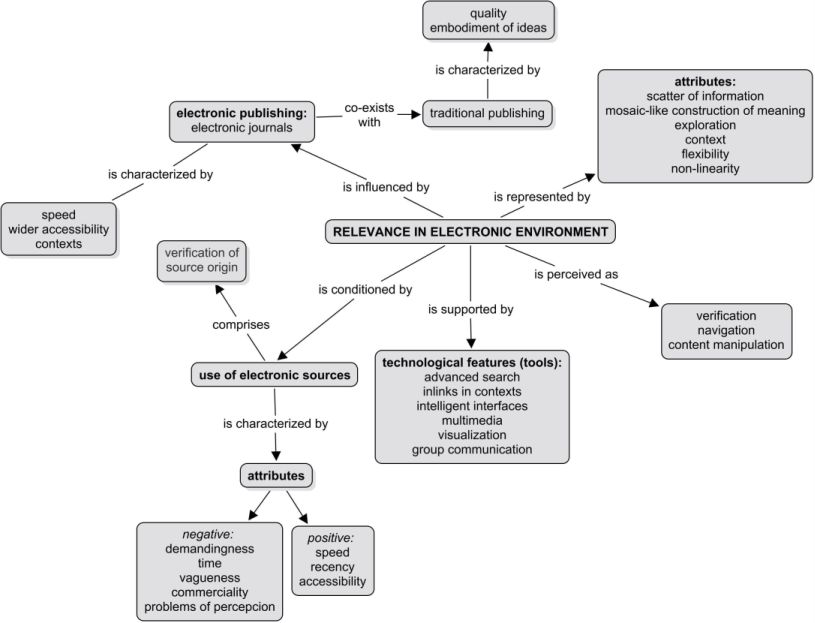 quality
embodiment of ideas
is characterized by
attributes:
scatter of information
mosaic-like construction of meaning
exploration
context
flexibility
non-linearity
electronic publishing:
electronic journals
co-exists
with
traditional publishing
is characterized by
is influenced by
is represented by
speed
wider accessibility
contexts
RELEVANCE IN ELECTRONIC ENVIRONMENT
verification of
source origin
is conditioned by
is supported by
is perceived as
comprises
verification
navigation
content manipulation
use of electronic sources
technological features (tools):
advanced search
inlinks in contexts
intelligent interfaces
multimedia
visualization
group communication
is characterized by
attributes
negative:
demandingness
time
vagueness
commerciality
problems of percepcion
positive:
speed
recency
accessibility